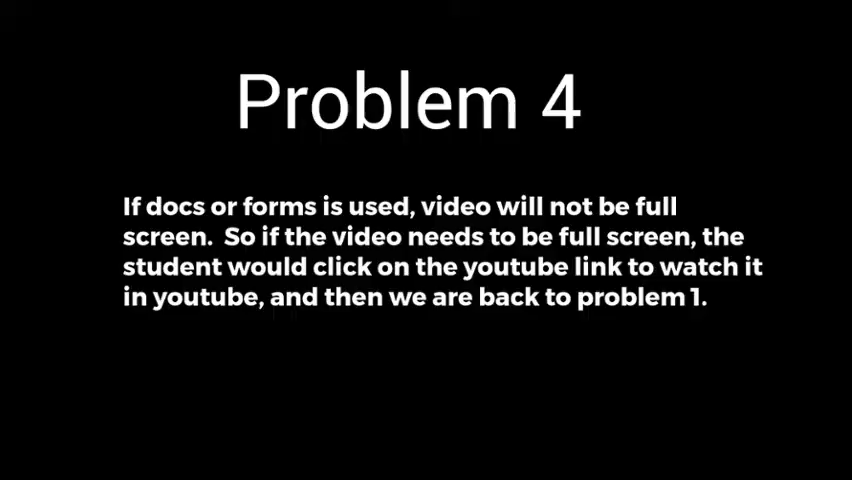 Problem 4
If docs or forms is used, video will not be full
screen.  So if the video needs to be full screen, the
student would click on the youtube link to watch it
in youtube, and then we are back to problem 1.